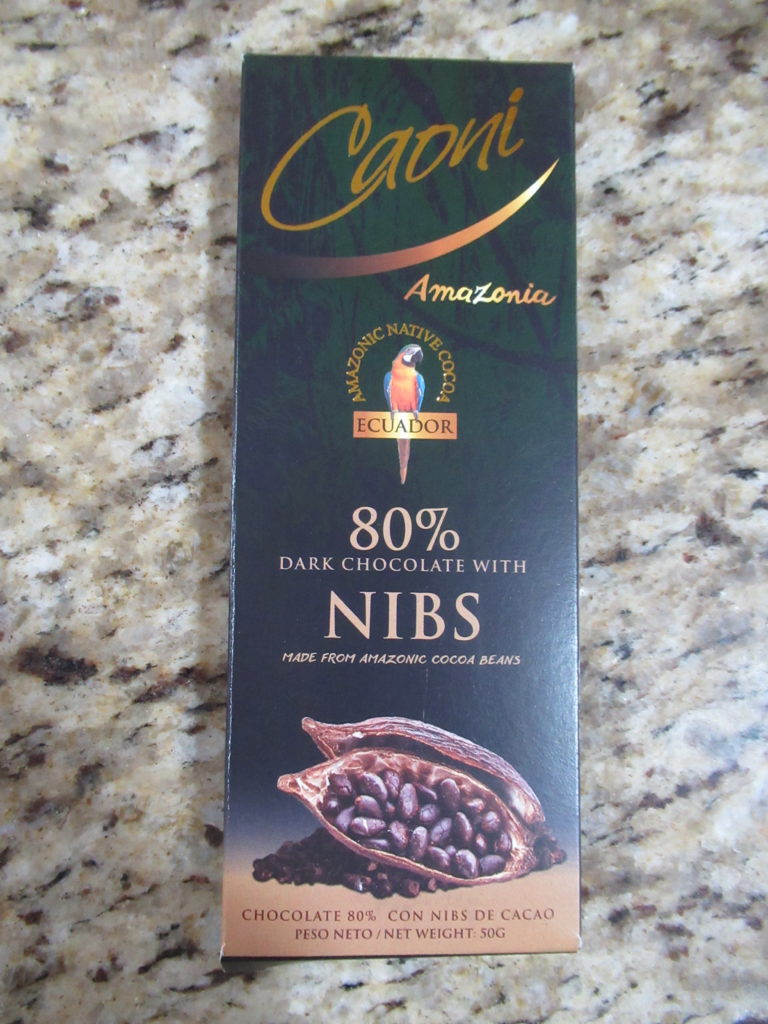 Caoni
Amazonia
AMAZONIC NATIVE COCOA
ECUADOR
80%
DARK CHOCOLATE WITH
NIBS
MADE FROM AMAZONIC COCOA BEANS
CHOCOLATE 80% CON NIBS DE CACAO
PESO NETO / NET WEIGHT: 50G